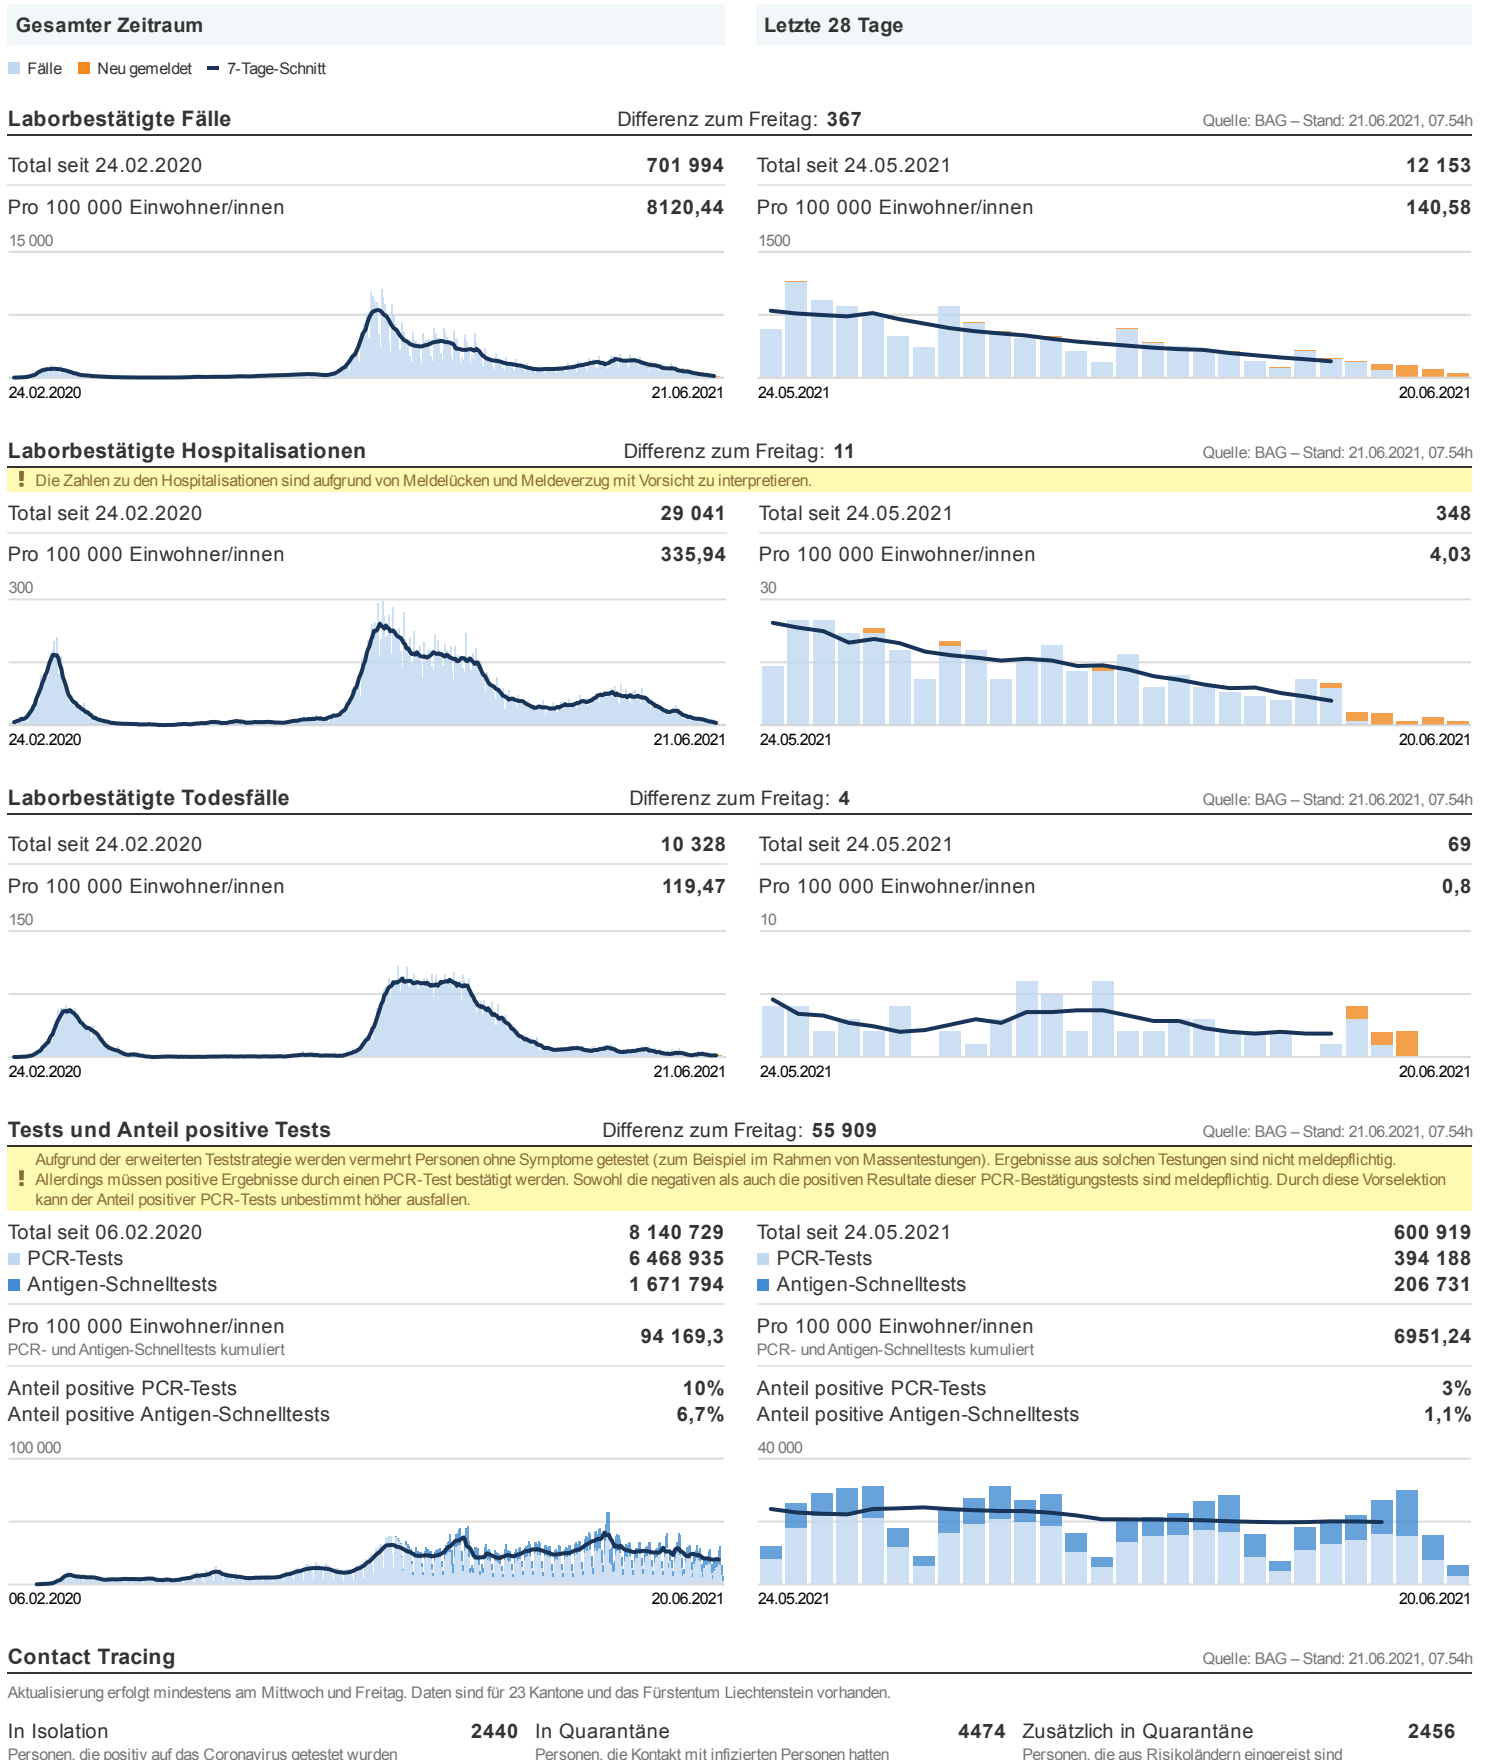 Gesamter Zeitraum
Letzte 28 Tage
Fälle Neu gemeldet 7-Tage-Schnitt
Laborbestätigte Fälle Differenz zum Freitag: 367 Quelle: BAG – Stand: 21.06.2021, 07.54h
Total seit 24.02.2020 701 994 Total seit 24.05.2021 12 153
Pro 100 000 Einwohner/innen 8120,44 Pro 100 000 Einwohner/innen 140,58
15 000 1500
24.02.2020 21.06.2021 24.05.2021 20.06.2021
Laborbestätigte Hospitalisationen Differenz zum Freitag: 11 Quelle: BAG – Stand: 21.06.2021, 07.54h
! Die Zahlen zu den Hospitalisationen sind aufgrund von Meldelücken und Meldeverzug mit Vorsicht zu interpretieren.
Total seit 24.02.2020 29 041 Total seit 24.05.2021 348
Pro 100 000 Einwohner/innen 335,94 Pro 100 000 Einwohner/innen 4,03
300 30
24.02.2020 21.06.2021 24.05.2021 20.06.2021
Laborbestätigte Todesfälle Differenz zum Freitag: 4 Quelle: BAG – Stand: 21.06.2021, 07.54h
Total seit 24.02.2020 10 328 Total seit 24.05.2021 69
Pro 100 000 Einwohner/innen 119,47 Pro 100 000 Einwohner/innen 0,8
150 10
24.02.2020 21.06.2021 24.05.2021 20.06.2021
Tests und Anteil positive Tests Differenz zum Freitag: 55 909 Quelle: BAG – Stand: 21.06.2021, 07.54h
Aufgrund der erweiterten Teststrategie werden vermehrt Personen ohne Symptome getestet (zum Beispiel im Rahmen von Massentestungen). Ergebnisse aus solchen Testungen sind nicht meldepflichtig.
! Allerdings müssen positive Ergebnisse durch einen PCR-Test bestätigt werden. Sowohl die negativen als auch die positiven Resultate dieser PCR-Bestätigungstests sind meldepflichtig. Durch diese Vorselektion
kann der Anteil positiver PCR-Tests unbestimmt höher ausfallen.
Total seit 06.02.2020 8 140 729 Total seit 24.05.2021 600 919
PCR-Tests 6 468 935 PCR-Tests 394 188
Antigen-Schnelltests 1 671 794 Antigen-Schnelltests 206 731
Pro 100 000 Einwohner/innen 94 169,3 Pro 100 000 Einwohner/innen 6951,24
PCR- und Antigen-Schnelltests kumuliert PCR- und Antigen-Schnelltests kumuliert
Anteil positive PCR-Tests 10% Anteil positive PCR-Tests 3%
Anteil positive Antigen-Schnelltests 6,7% Anteil positive Antigen-Schnelltests 1,1%
100 000 40 000
06.02.2020 20.06.2021 24.05.2021 20.06.2021
Contact Tracing Quelle: BAG – Stand: 21.06.2021, 07.54h
Aktualisierung erfolgt mindestens am Mittwoch und Freitag. Daten sind für 23 Kantone und das Fürstentum Liechtenstein vorhanden.
In Isolation 2440 In Quarantäne 4474 Zusätzlich in Quarantäne 2456
Personen, die positiv auf das Coronavirus getestet wurden Personen, die Kontakt mit infizierten Personen hatten Personen, die aus Risikoländern eingereist sind